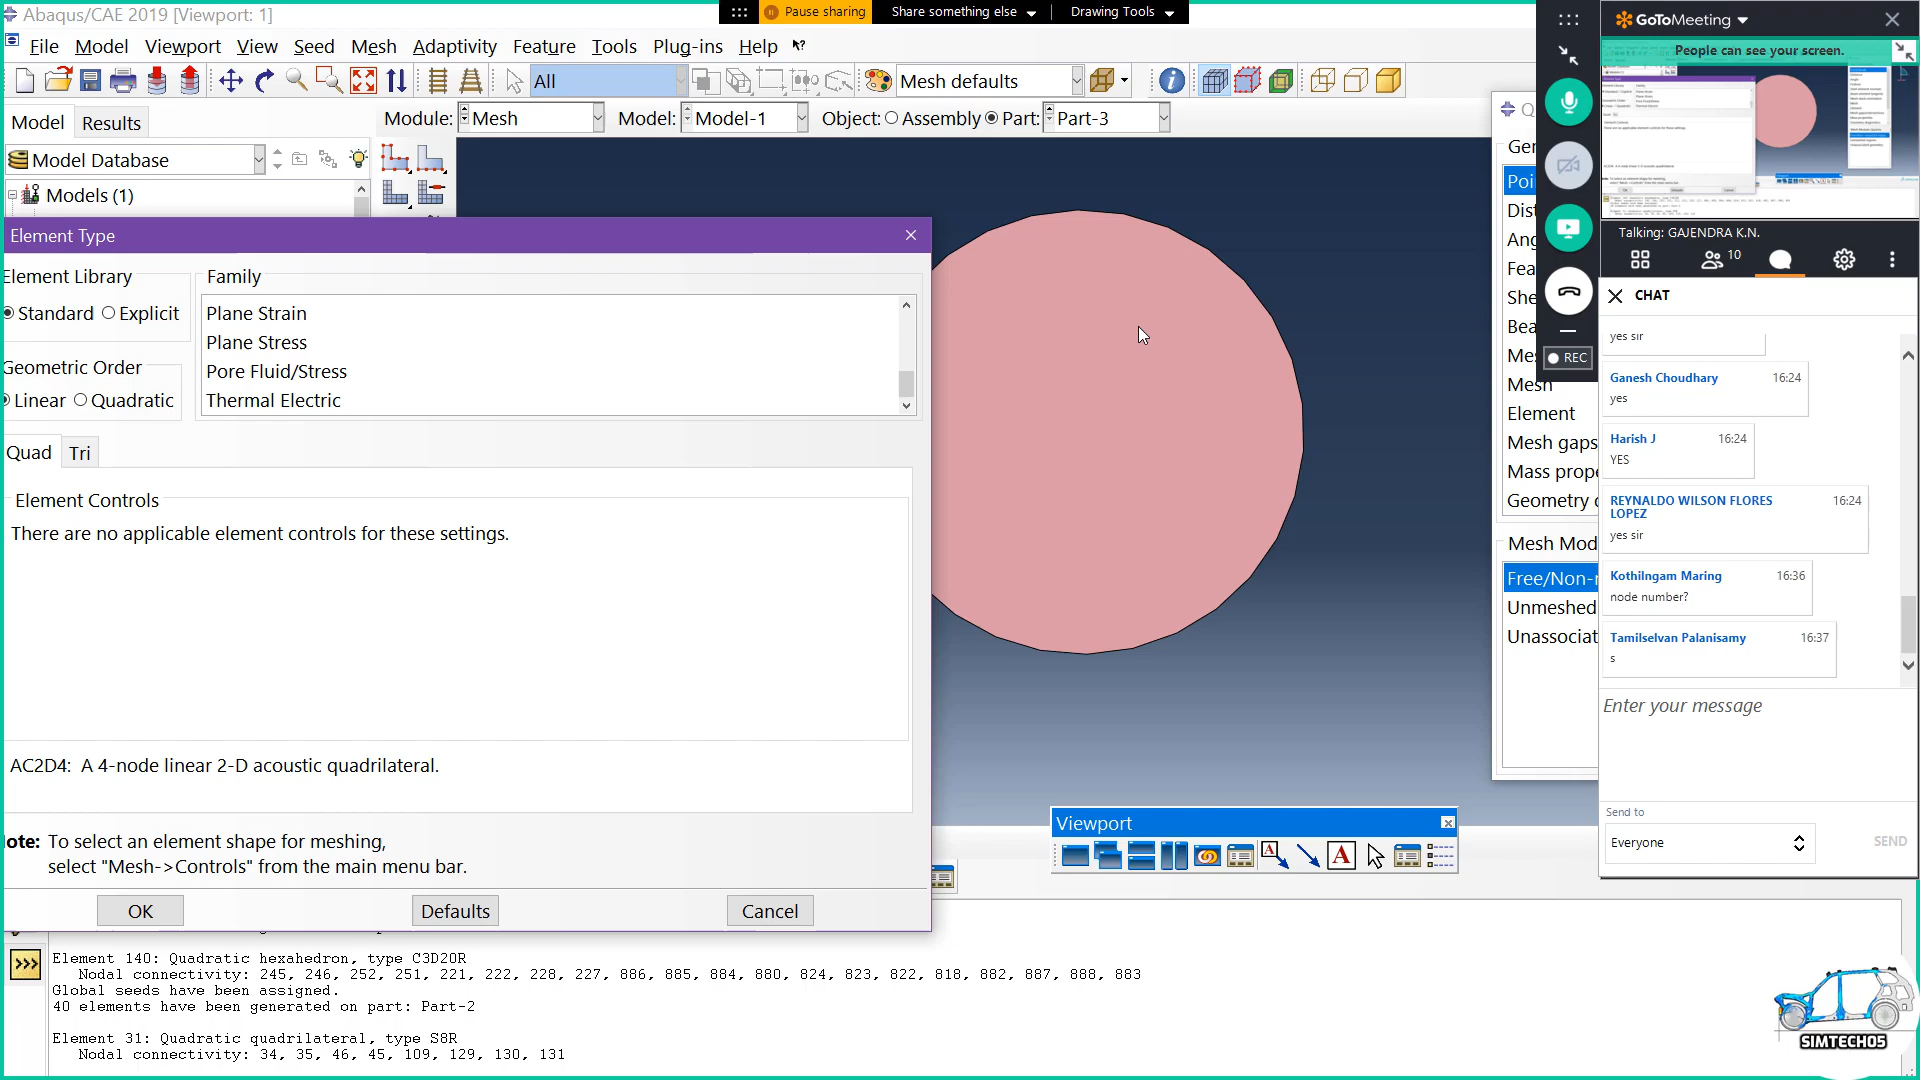 Abaqus/CAE 2019 [Viewport: 1]
Pause sharing
Share something else
Drawing Tools
GoToMeeting
File Model Viewport View Seed Mesh Adaptivity Feature Tools Plug-ins Help
People can see your screen.
All
Mesh defaults
Model Results
Module: Mesh Model: Model-1 Object: Assembly Part: Part-3
Model Database
Models (1)
Element Type
Element Library
Standard Explicit
Geometric Order
Linear Quadratic
Family
Plane Strain
Plane Stress
Pore Fluid/Stress
Thermal Electric
Quad Tri
Element Controls
There are no applicable element controls for these settings.
AC2D4: A 4-node linear 2-D acoustic quadrilateral.
ote: To select an element shape for meshing,
select "Mesh->Controls" from the main menu bar.
OK Defaults Cancel
Q
Ger
Poi
Dist
Ang
Fea
She
Bea
Mes
Mesh
Element
Mesh gaps
Mass prope
Geometry
Mesh Mod
Free/Non-r
Unmeshed
Unassociat
REC
Talking: GAJENDRA K.N.
10
CHAT
yes sir
Ganesh Choudhary 16:24
yes
Harish J 16:24
YES
REYNALDO WILSON FLORES LOPEZ 16:24
yes sir
Kothilngam Maring 16:36
node number?
Tamilselvan Palanisamy 16:37
s
Enter your message
Send to
Everyone
SEND
Viewport
Element 140: Quadratic hexahedron, type C3D20R
Nodal connectivity: 245, 246, 252, 251, 221, 222, 228, 227, 886, 885, 884, 880, 824, 823, 822, 818, 882, 887, 888, 883
Global seeds have been assigned.
40 elements have been generated on part: Part-2
Element 31: Quadratic quadrilateral, type S8R
Nodal connectivity: 34, 35, 46, 45, 109, 129, 130, 131
SIMTECH05